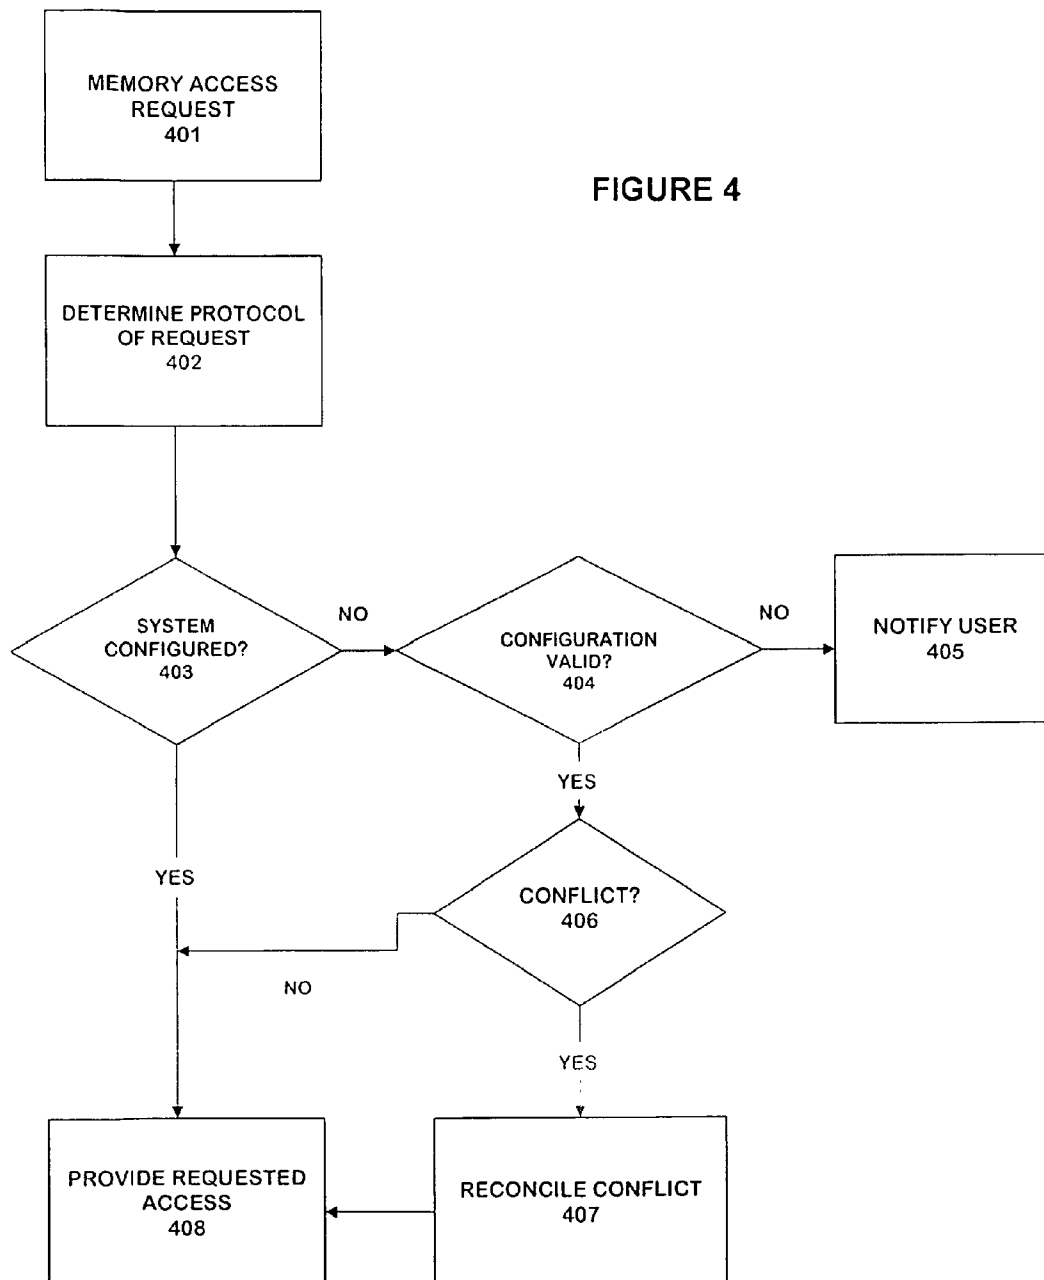 MEMORY ACCESS
REQUEST
401
FIGURE 4
DETERMINE PROTOCOL
OF REQUEST
402
SYSTEM
CONFIGURED?
403
NO
CONFIGURATION
VALID?
404
NO
NOTIFY USER
405
YES
YES
CONFLICT?
406
NO
YES
PROVIDE REQUESTED
ACCESS
408
RECONCILE CONFLICT
407